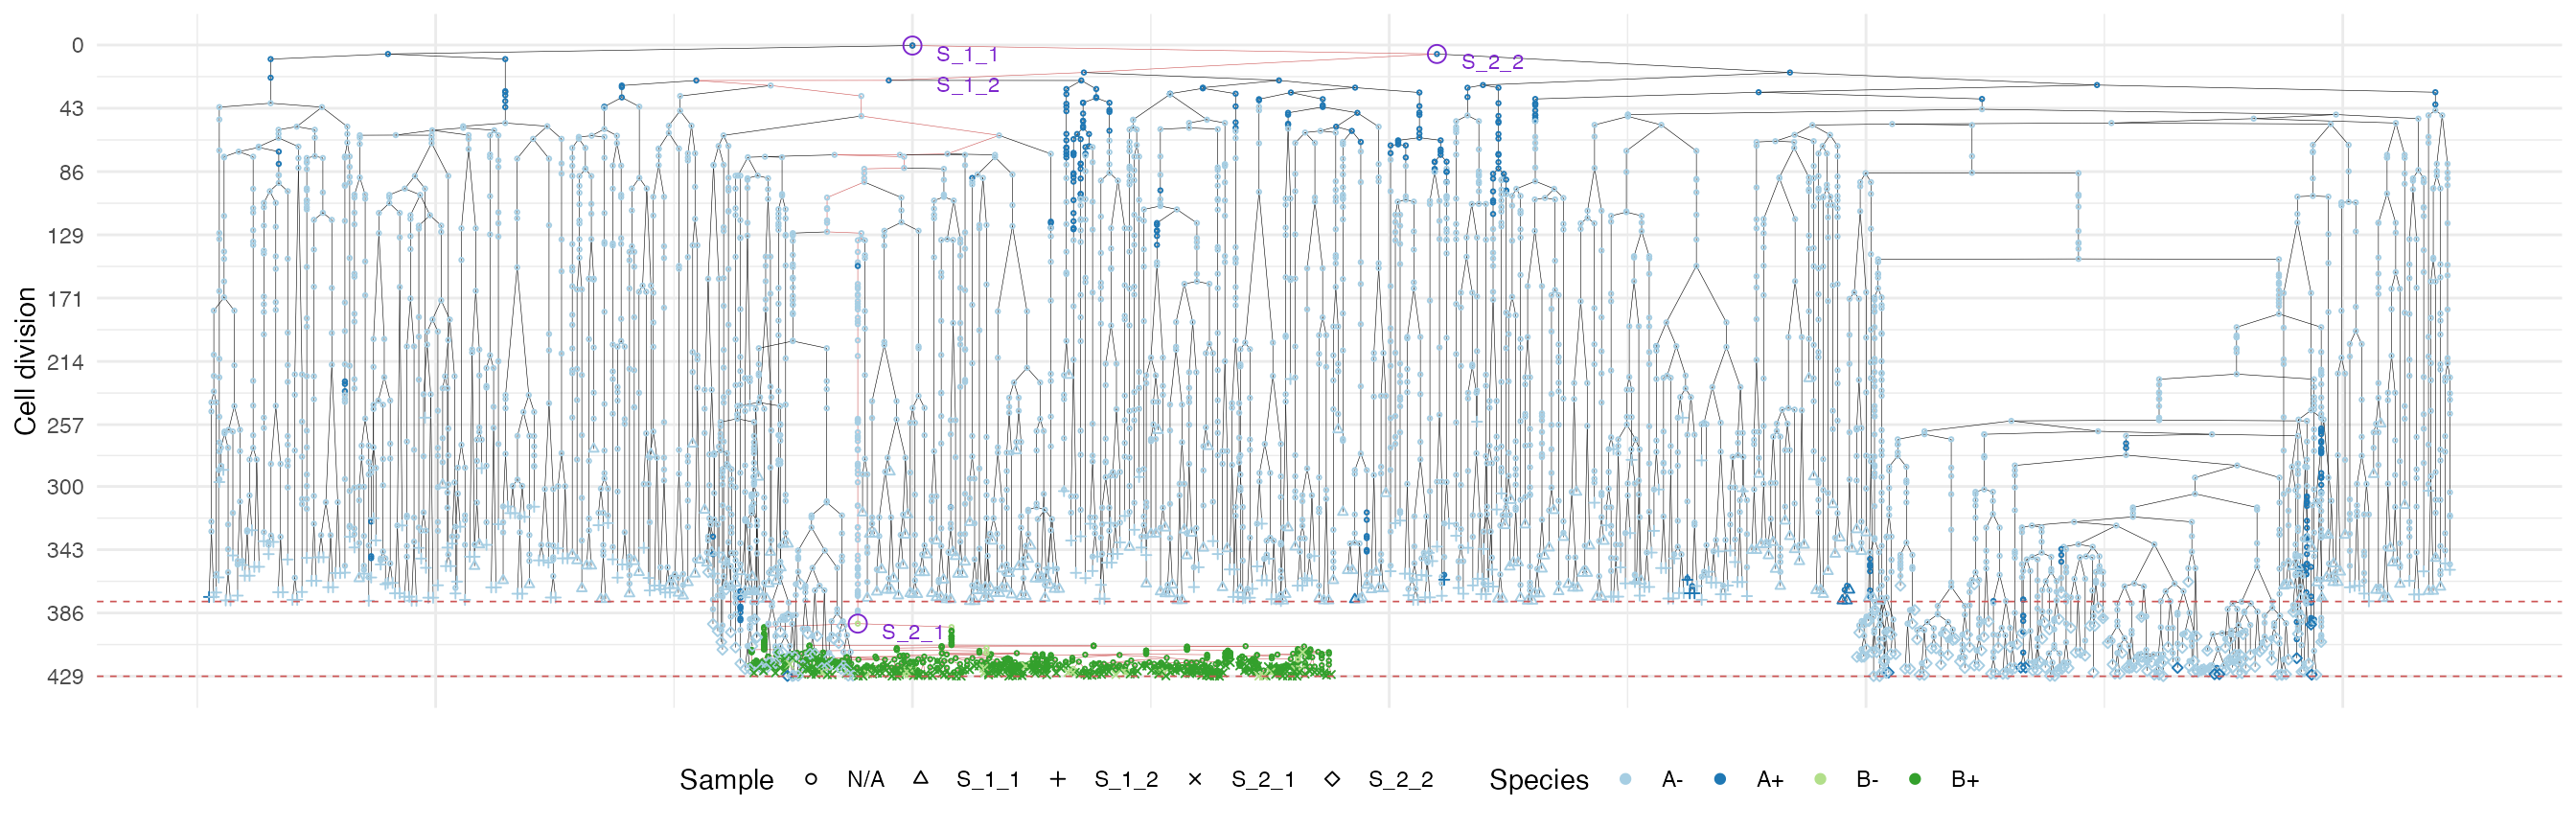 0
S_1_1
S_2_2
S_1_2
43
86
129
171
214
257
300
343
386
S_2_1
429
Cell division
Sample N/A S_1_1 S_1_2 S_2_1 S_2_2 Species A- A+ B- B+